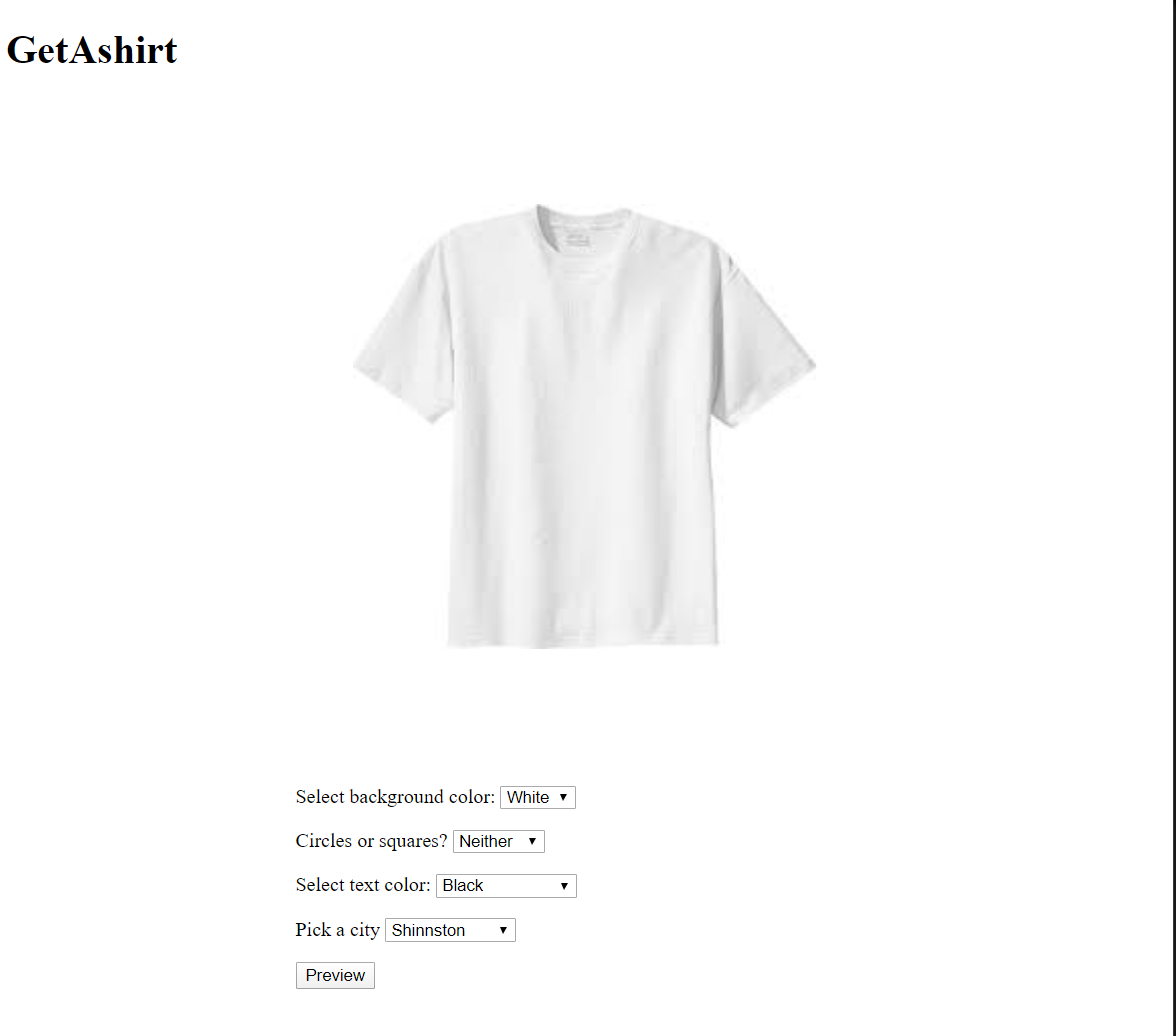 GetAshirt
Select background color: White
Circles or squares? Neither
Select text color: Black
Pick a city Shinnston
Preview